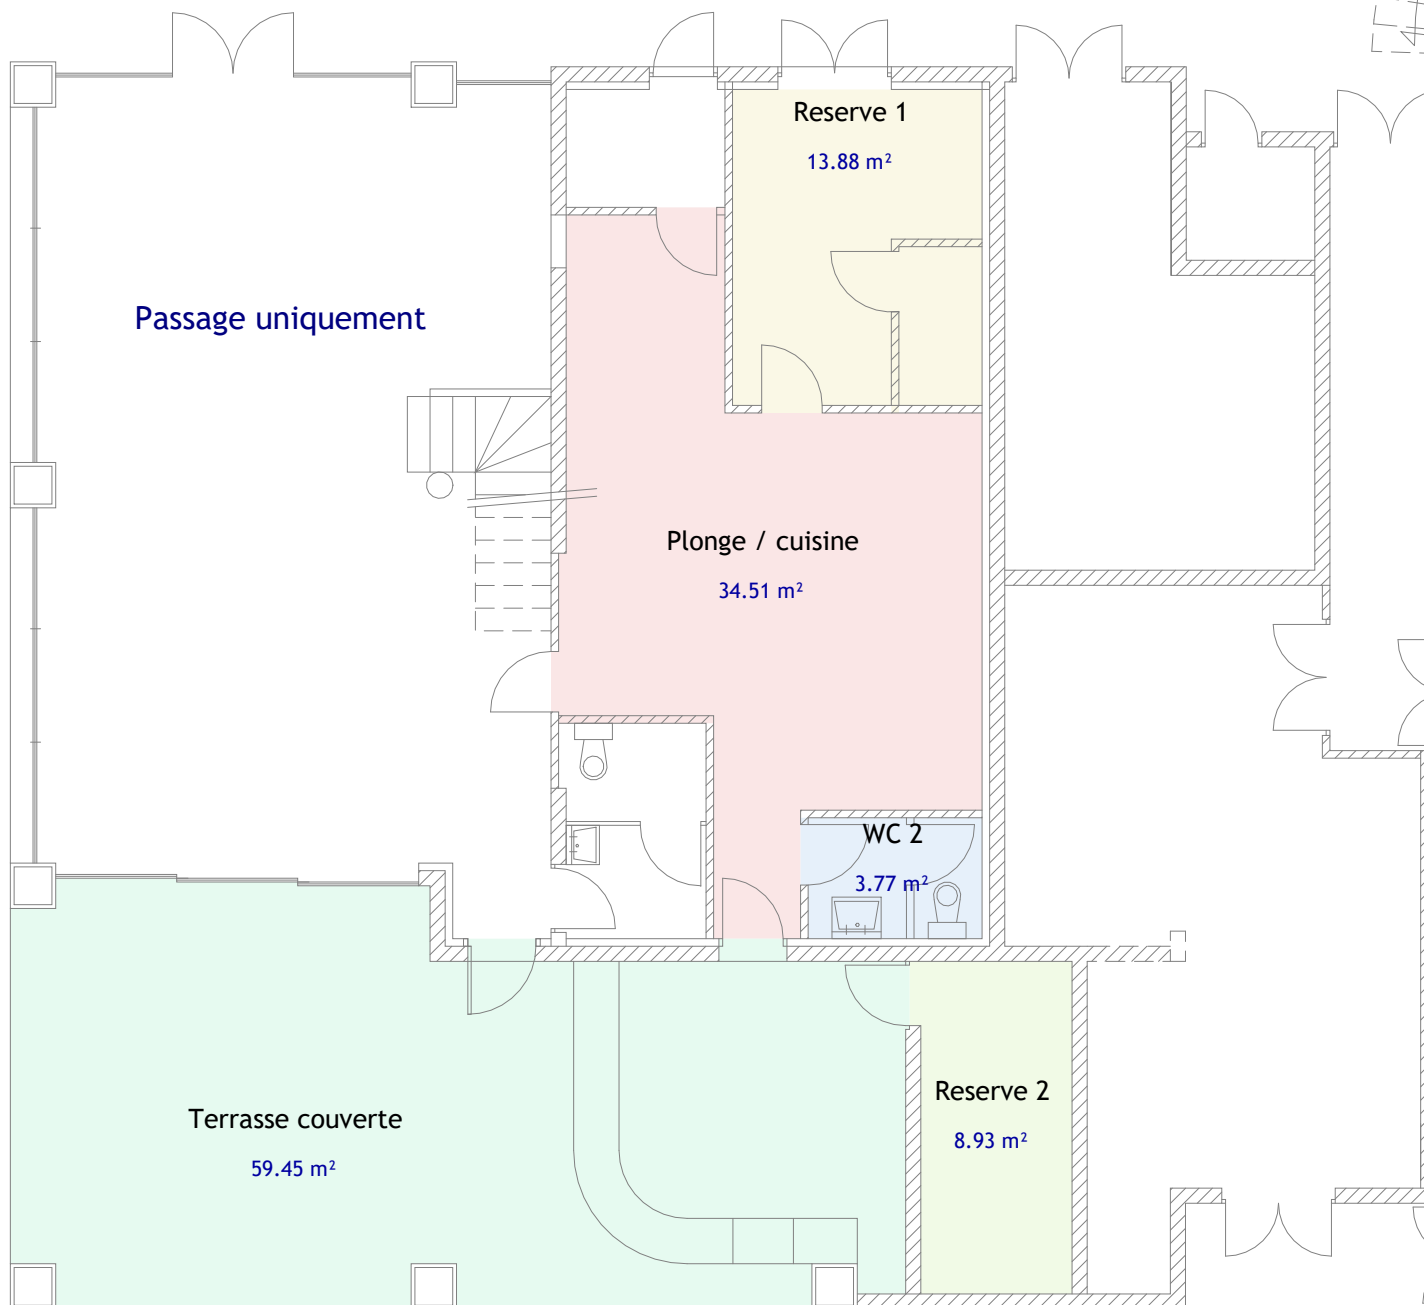 Reserve 1
13.88 m²
Passage uniquement
Plonge / cuisine
34.51 m²
WC 2
3.77 m²
Reserve 2
8.93 m²
Terrasse couverte
59.45 m²